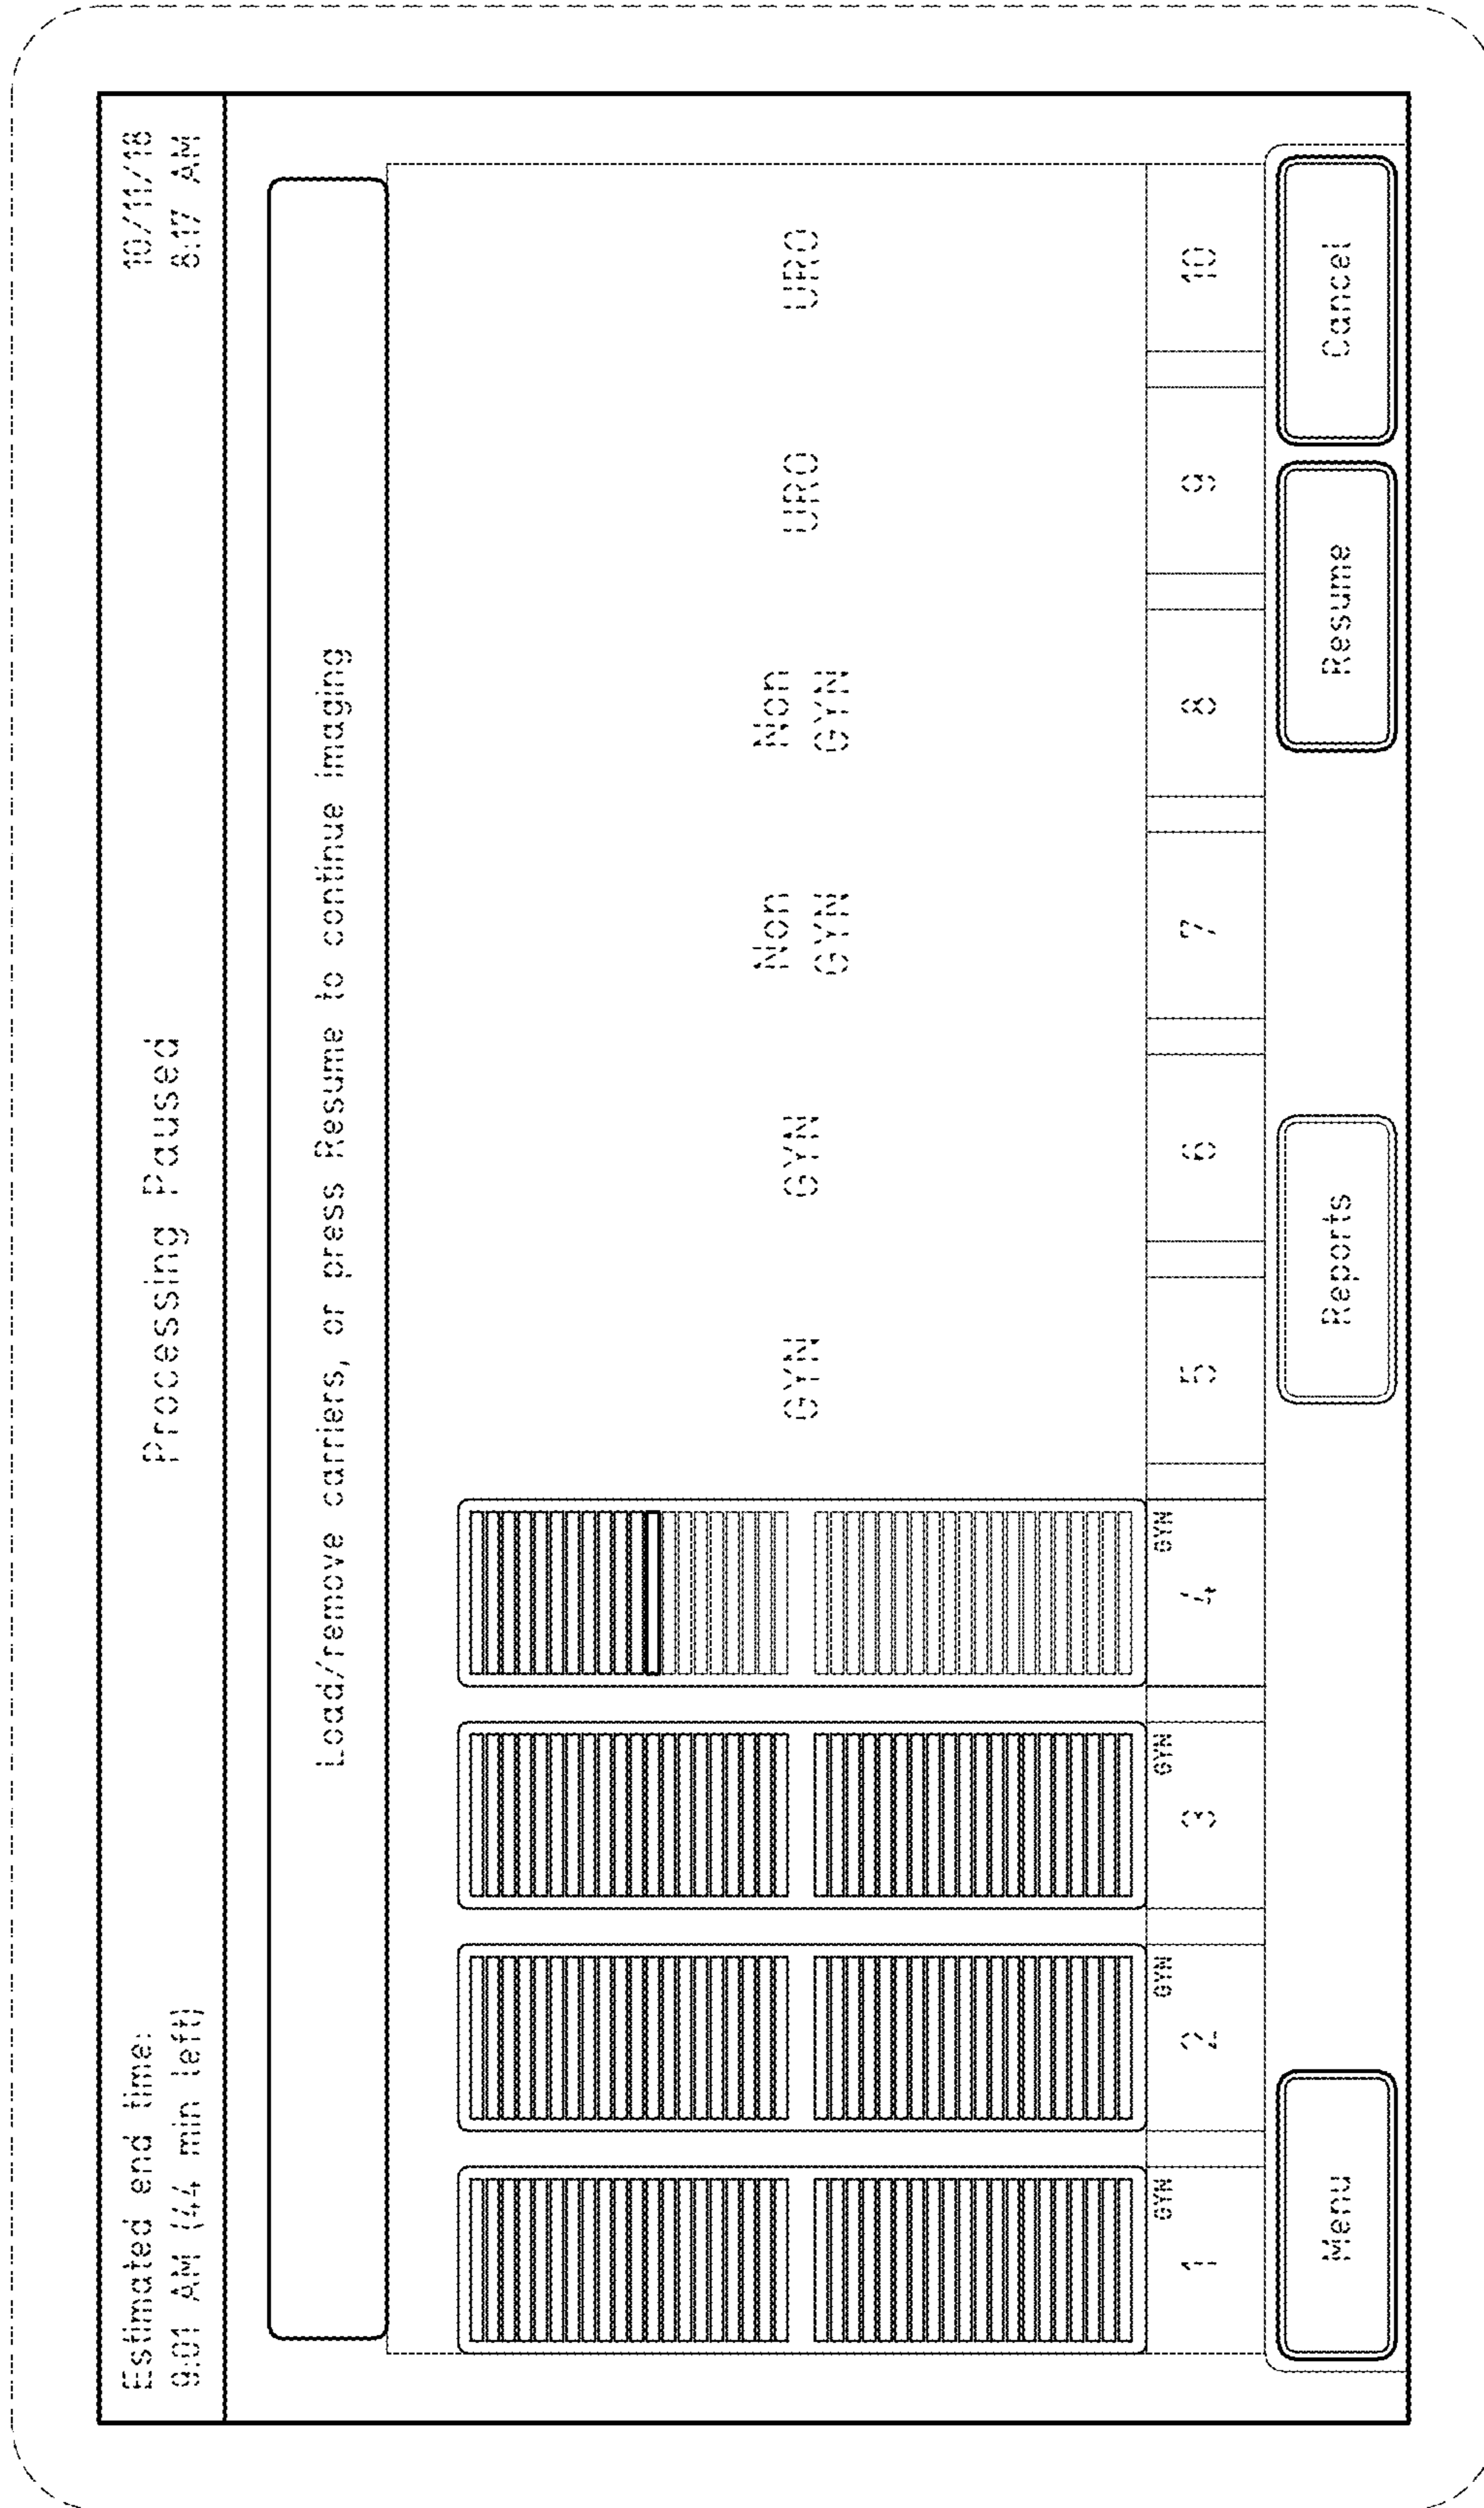 Estimated end time:
9:01 AM (44 min left)
Processing Paused
10/11/18
8:17 AM
Load/remove carriers, or press Resume to continue imaging
GYN
GYN
Non
GYN
Non
GYN
URO
URO
GYN
1
GYN
2
GYN
3
GYN
4
5
6
7
8
9
10
Menu
Reports
Resume
Cancel